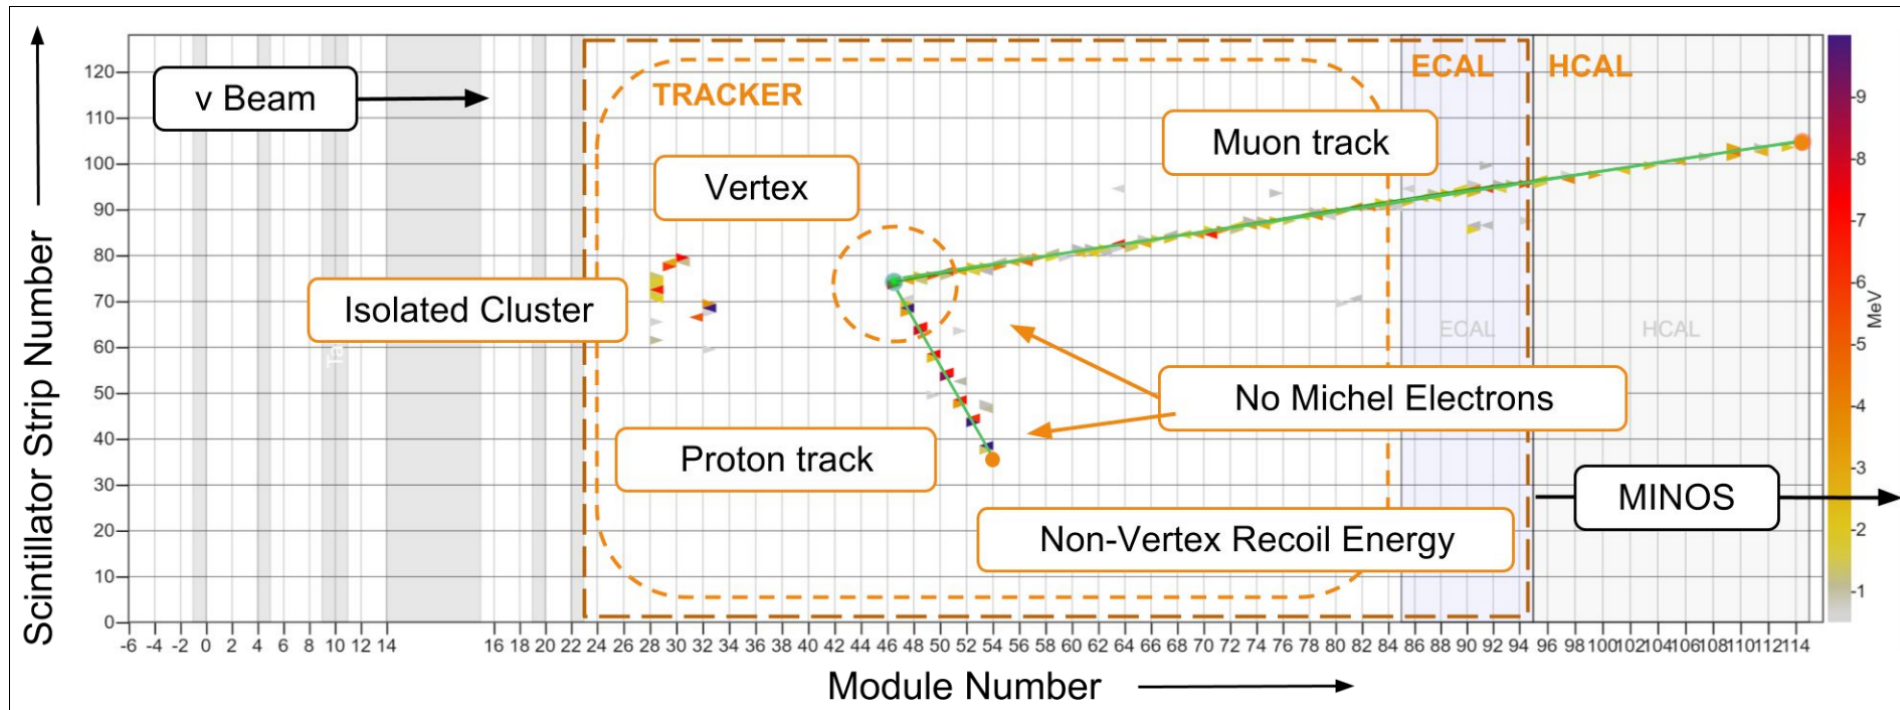 ν Beam
TRACKER
ECAL
HCAL
Muon track
Vertex
Isolated Cluster
ECAL
HCAL
No Michel Electrons
Proton track
MINOS
Non-Vertex Recoil Energy
Scintillator Strip Number
120
110
100
90
80
70
60
50
40
30
20
10
0
-6 -4 -2 0 2 4 6 8 10 12 14 16 18 20 22 24 26 28 30 32 34 36 38 40 42 44 46 48 50 52 54 56 58 60 62 64 66 68 70 72 74 76 78 80 82 84 86 88 90 92 94 96 98 100 102 104 106 108 110 112 114
Module Number
9
8
7
6
5
4
3
2
1
MeV